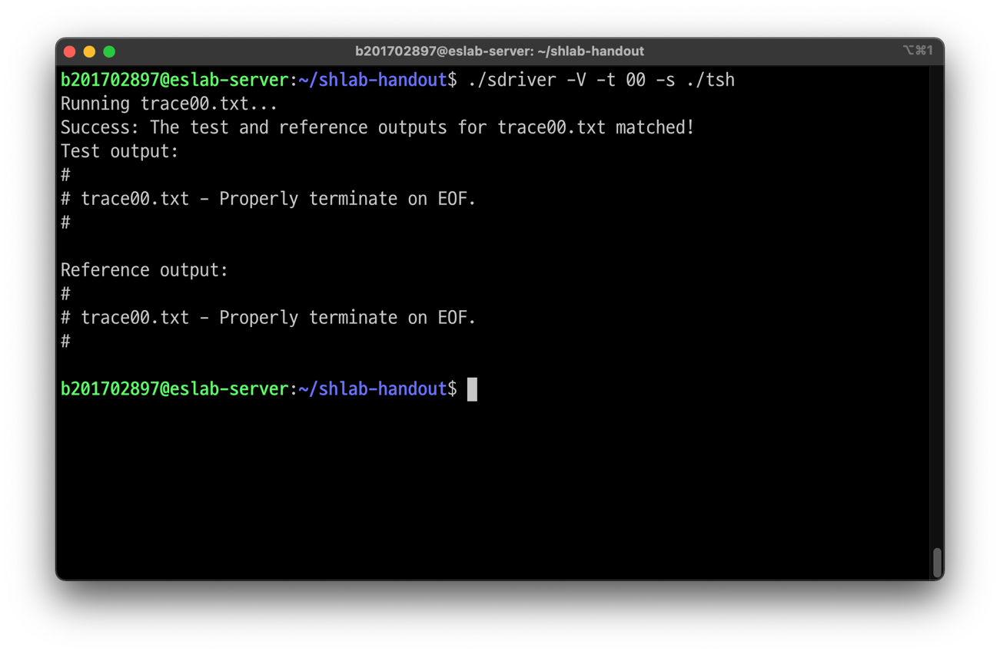 b201702897@eslab-server: ~/shlab-handout
⌥⌘1
b201702897@eslab-server:~/shlab-handout$ ./sdriver -V -t 00 -s ./tsh
Running trace00.txt...
Success: The test and reference outputs for trace00.txt matched!
Test output:
#
# trace00.txt - Properly terminate on EOF.
#
Reference output:
#
# trace00.txt - Properly terminate on EOF.
#
b201702897@eslab-server:~/shlab-handout$